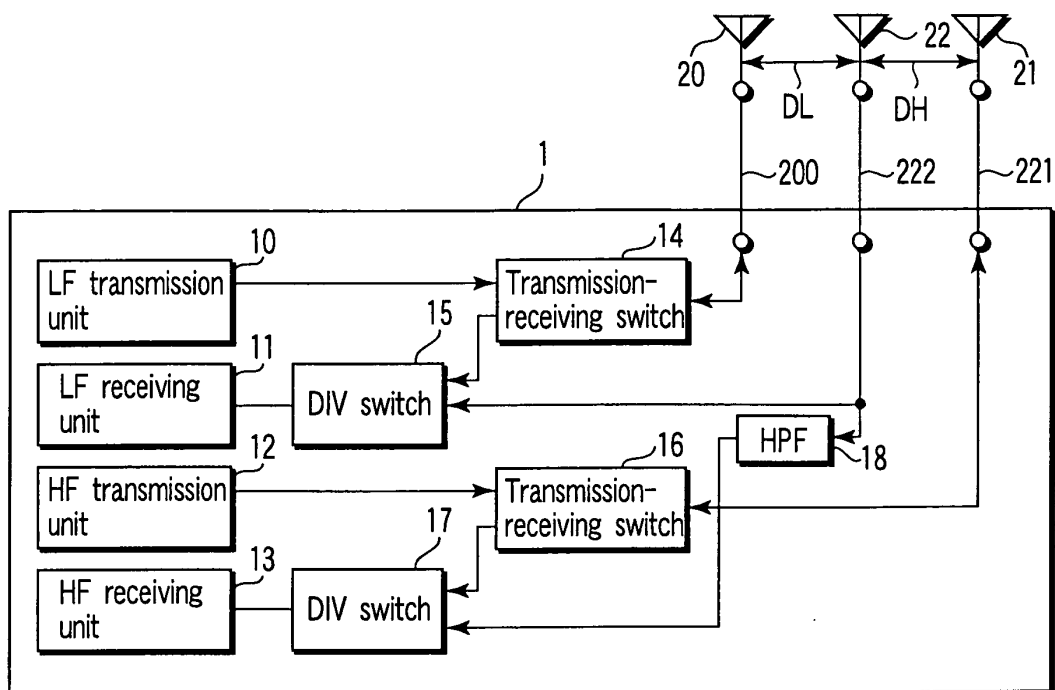 20
22
21
DL
DH
200
222
221
1
10
LF transmission
unit
14
Transmission-
receiving switch
11
LF receiving
unit
15
DIV switch
HPF
18
12
HF transmission
unit
16
Transmission-
receiving switch
13
HF receiving
unit
17
DIV switch